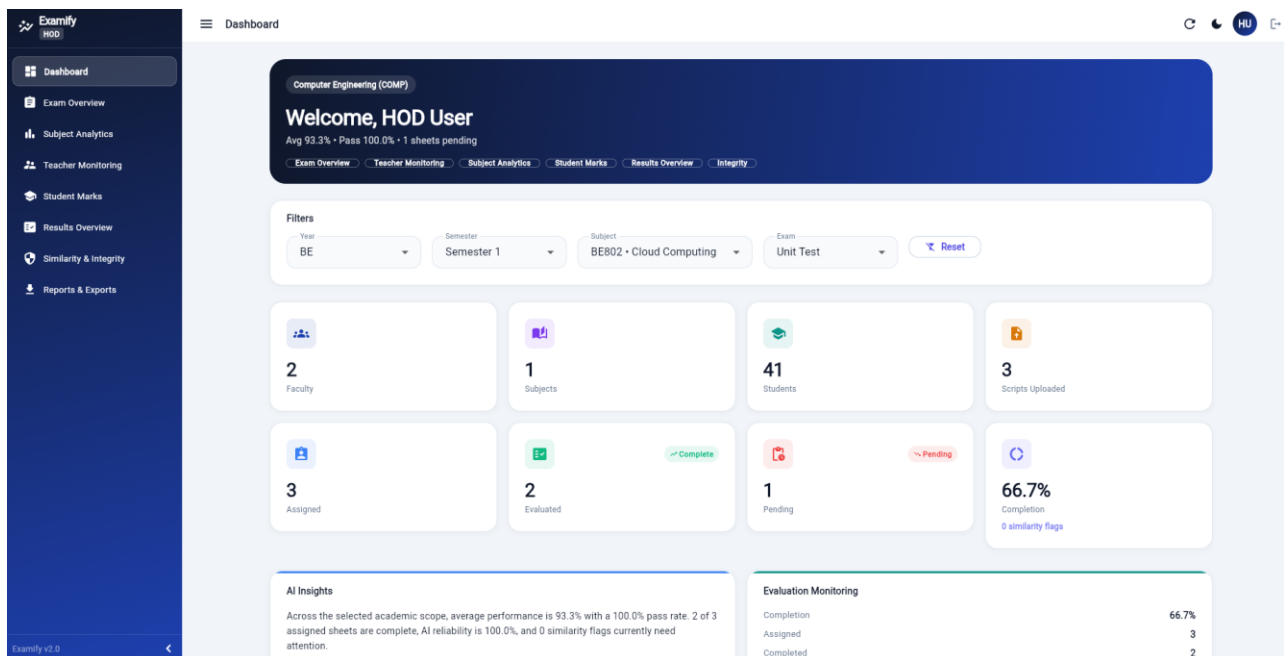 Examify
HOD
Dashboard
Exam Overview
Subject Analytics
Teacher Monitoring
Student Marks
Results Overview
Similarity & Integrity
Reports & Exports
Examify v2.0
Dashboard
HU
Computer Engineering (COMP)
Welcome, HOD User
Avg 93.3% • Pass 100.0% • 1 sheets pending
Exam Overview Teacher Monitoring Subject Analytics Student Marks Results Overview Integrity
Filters
Year Semester Subject Exam
BE Semester 1 BE802 • Cloud Computing Unit Test Reset
2
Faculty
1
Subjects
41
Students
3
Scripts Uploaded
3
Assigned
Complete
2
Evaluated
Pending
1
Pending
66.7%
Completion
0 similarity flags
AI Insights
Across the selected academic scope, average performance is 93.3% with a 100.0% pass rate. 2 of 3
assigned sheets are complete, AI reliability is 100.0%, and 0 similarity flags currently need
attention.
Evaluation Monitoring
Completion 66.7%
Assigned 3
Completed 2